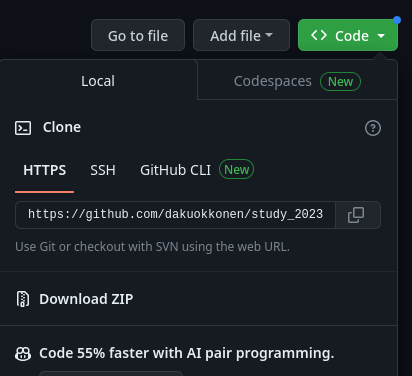 Go to file Add file Code
Local Codespaces New
Clone
HTTPS SSH GitHub CLI New
https://github.com/dakuokkonen/study_2023
Use Git or checkout with SVN using the web URL.
Download ZIP
Code 55% faster with AI pair programming.